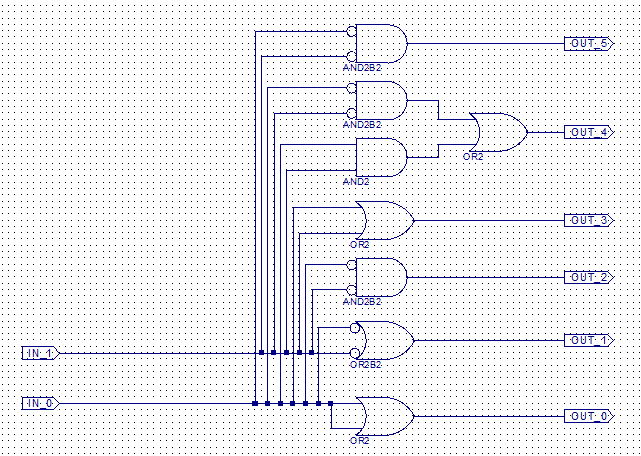 OUT_5
AND2B2
AND2B2
OUT_4
OR2
AND2
OUT_3
OR2
OUT_2
AND2B2
OUT_1
IN_1
OR2B2
IN_0
OUT_0
OR2